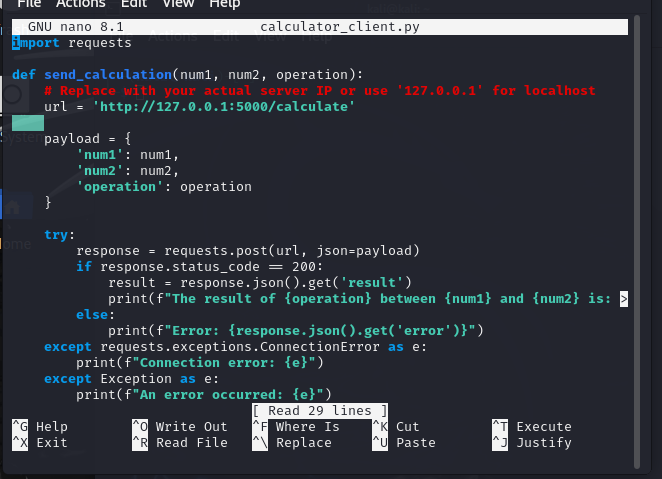 File Actions Edit View Help
GNU nano 8.1 calculator_client.py
import requests
def send_calculation(num1, num2, operation):
    # Replace with your actual server IP or use '127.0.0.1' for localhost
    url = 'http://127.0.0.1:5000/calculate'
    payload = {
        'num1': num1,
        'num2': num2,
        'operation': operation
    }
    try:
        response = requests.post(url, json=payload)
        if response.status_code == 200:
            result = response.json().get('result')
            print(f"The result of {operation} between {num1} and {num2} is: >
        else:
            print(f"Error: {response.json().get('error')}")
    except requests.exceptions.ConnectionError as e:
        print(f"Connection error: {e}")
    except Exception as e:
        print(f"An error occurred: {e}")
[ Read 29 lines ]
^G Help ^O Write Out ^F Where Is ^K Cut ^T Execute
^X Exit ^R Read File ^\ Replace ^U Paste ^J Justify